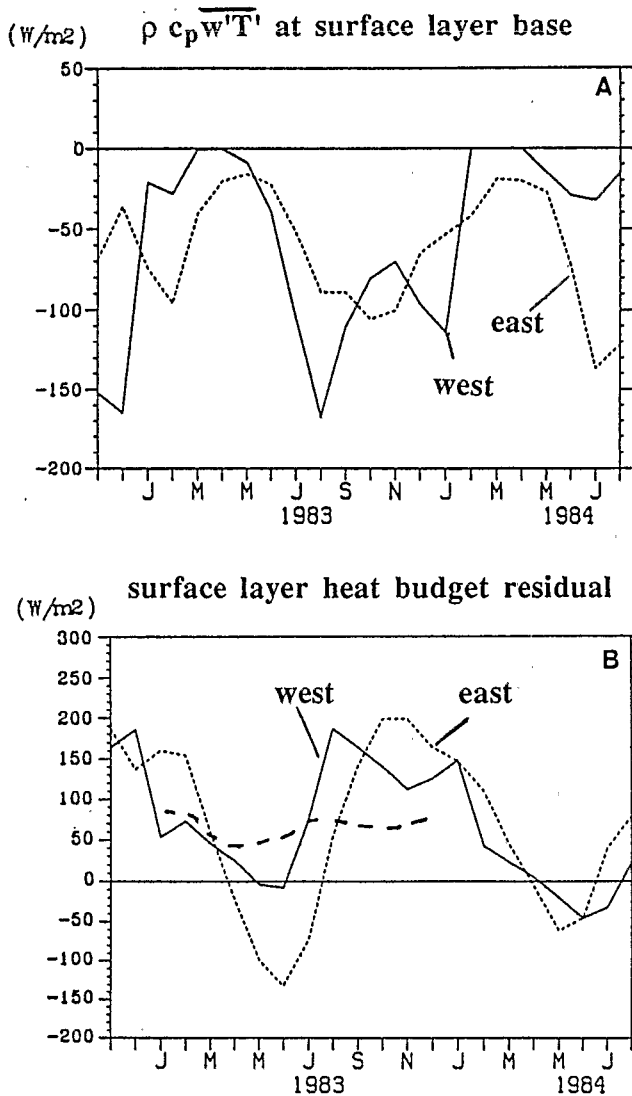 (W/m2) ρ c_p w'T' at surface layer base
50
A
0
-50
-100
east
west
-150
-200
J M M J S N J M M J
1983 1984
(W/m2) surface layer heat budget residual
300
B
250
west east
200
150
100
50
0
-50
-100
-150
-200
J M M J S N J M M J
1983 1984